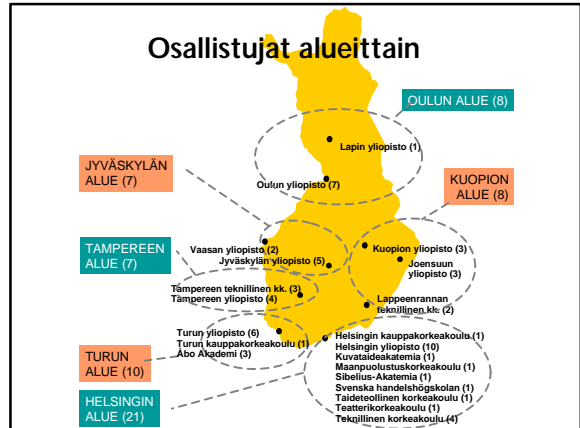 Osallistujat alueittain
OULUN ALUE (8)
Lapin yliopisto (1)
JYVÄSKYLÄN
ALUE (7)
Oulun yliopisto (7)
KUOPION
ALUE (8)
Vaasan yliopisto (2)
Jyväskylän yliopisto (5)
Kuopion yliopisto (3)
Joensuun
yliopisto (3)
TAMPEREEN
ALUE (7)
Tampereen teknillinen kk. (3)
Tampereen yliopisto (4)
Lappeenrannan
teknillinen kk. (2)
Turun yliopisto (6)
Turun kauppakorkeakoulu (1)
Åbo Akademi (3)
TURUN
ALUE (10)
HELSINGIN
ALUE (21)
Helsingin kauppakorkeakoulu (1)
Helsingin yliopisto (10)
Kuvataideakatemia (1)
Maanpuolustuskorkeakoulu (1)
Sibelius-Akatemia (1)
Svenska handelshögskolan (1)
Taideteollinen korkeakoulu (1)
Teatterikorkeakoulu (1)
Teknillinen korkeakoulu (4)